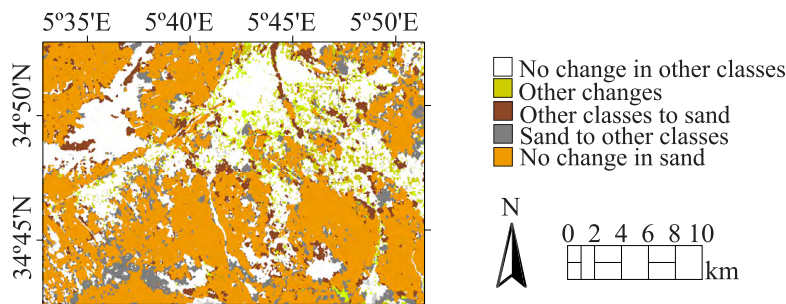 5º35'E 5º40'E 5º45'E 5º50'E
34º50'N
34º45'N
No change in other classes
Other changes
Other classes to sand
Sand to other classes
No change in sand
N
0 2 4 6 8 10
km